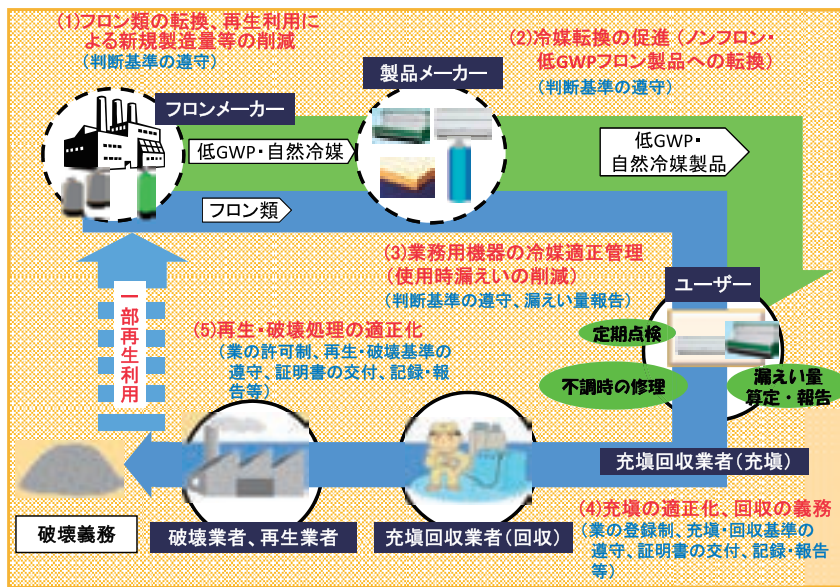 (1)フロン類の転換、再生利用に
よる新規製造量等の削減
(判断基準の遵守)
(2)冷媒転換の促進(ノンフロン・
低GWPフロン製品への転換)
(判断基準の遵守)
製品メーカー
フロンメーカー
低GWP・自然冷媒
低GWP・
自然冷媒製品
フロン類
(3)業務用機器の冷媒適正管理
(使用時漏えいの削減)
(判断基準の遵守、漏えい量報告)
ユーザー
定期点検
不調時の修理
漏えい量
算定・報告
一部再生利用
(5)再生・破壊処理の適正化
(業の許可制、再生・破壊基準の
遵守、証明書の交付、記録・報
告等)
充塡回収業者(充塡)
(4)充塡の適正化、回収の義務
(業の登録制、充塡・回収基準の
遵守、証明書の交付、記録・報告
等)
充塡回収業者(回収)
破壊業者、再生業者
破壊義務